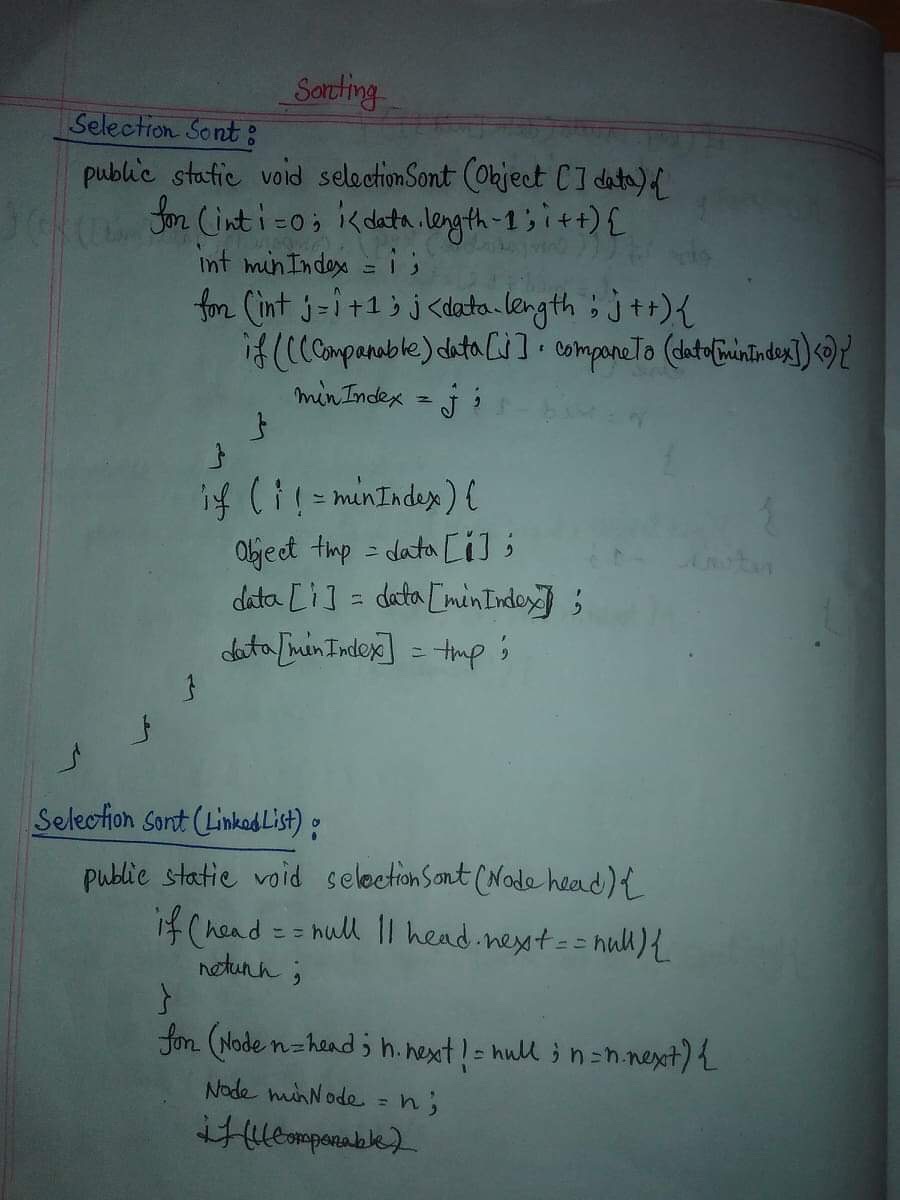 Sorting
Selection Sort:
public static void selectionSort (Object [] data){
for (int i=0; i<data.length-1; i++){
int minIndex = i;
for (int j=i+1; j<data.length; j++){
if(((Comparable)data[j].compareTo(data[minIndex])<0){
minIndex = j;
}
}
if (i != minIndex){
Object tmp = data[i];
data[i] = data[minIndex];
data[minIndex] = tmp;
}
}
}
Selection Sort (LinkedList):
public static void selectionSort (Node head){
if (head == null || head.next == null){
return;
}
for (Node n=head; n.next != null; n=n.next){
Node minNode = n;
if(((Comparable)